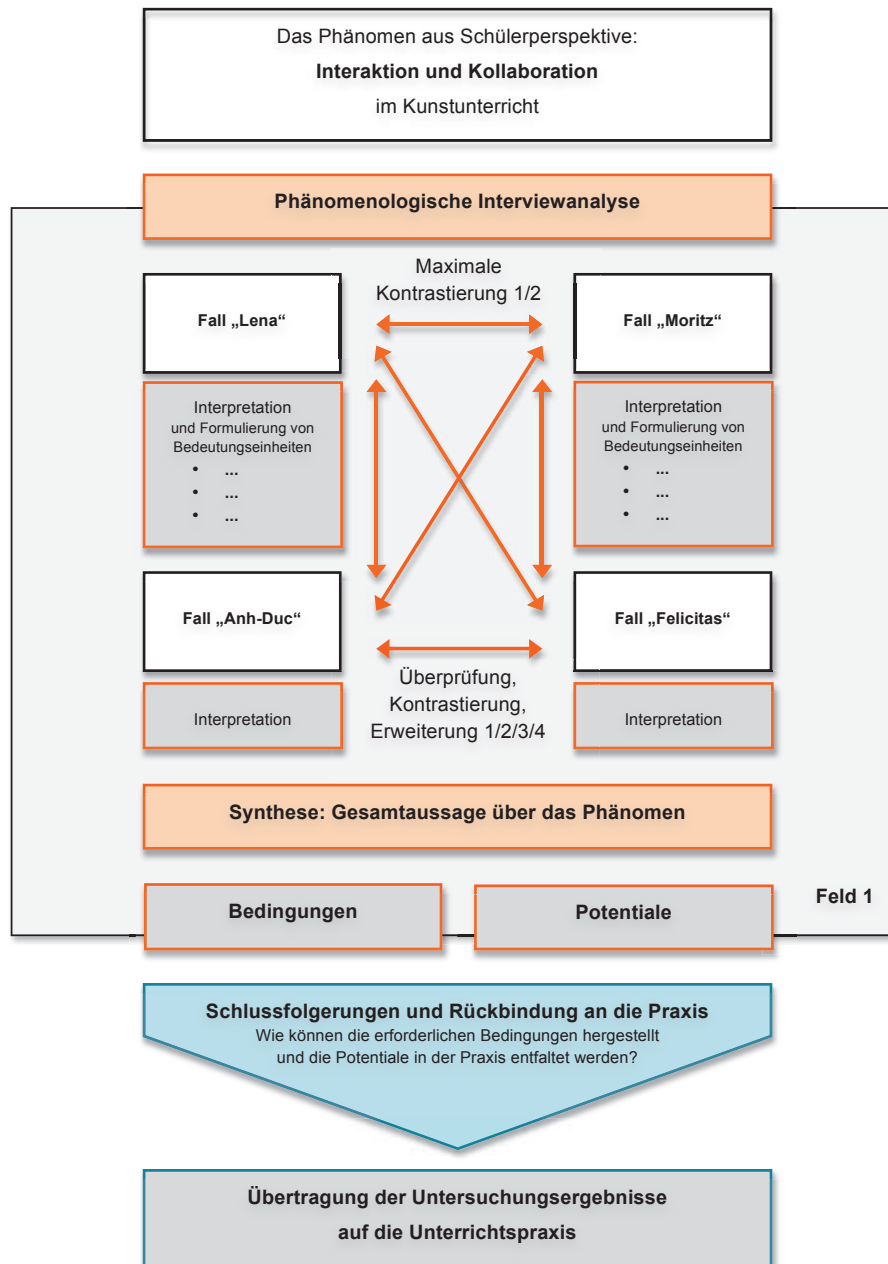 Das Phänomen aus Schülerperspektive:
Interaktion und Kollaboration
im Kunstunterricht
Phänomenologische Interviewanalyse
Maximale
Kontrastierung 1/2
Fall „Lena“
Fall „Moritz“
Interpretation
und Formulierung von
Bedeutungseinheiten
• ...
• ...
• ...
Interpretation
und Formulierung von
Bedeutungseinheiten
• ...
• ...
• ...
Fall „Anh-Duc“
Fall „Felicitas“
Überprüfung,
Kontrastierung,
Erweiterung 1/2/3/4
Interpretation
Interpretation
Synthese: Gesamtaussage über das Phänomen
Bedingungen
Potentiale
Feld 1
Schlussfolgerungen und Rückbindung an die Praxis
Wie können die erforderlichen Bedingungen hergestellt
und die Potentiale in der Praxis entfaltet werden?
Übertragung der Untersuchungsergebnisse
auf die Unterrichtspraxis